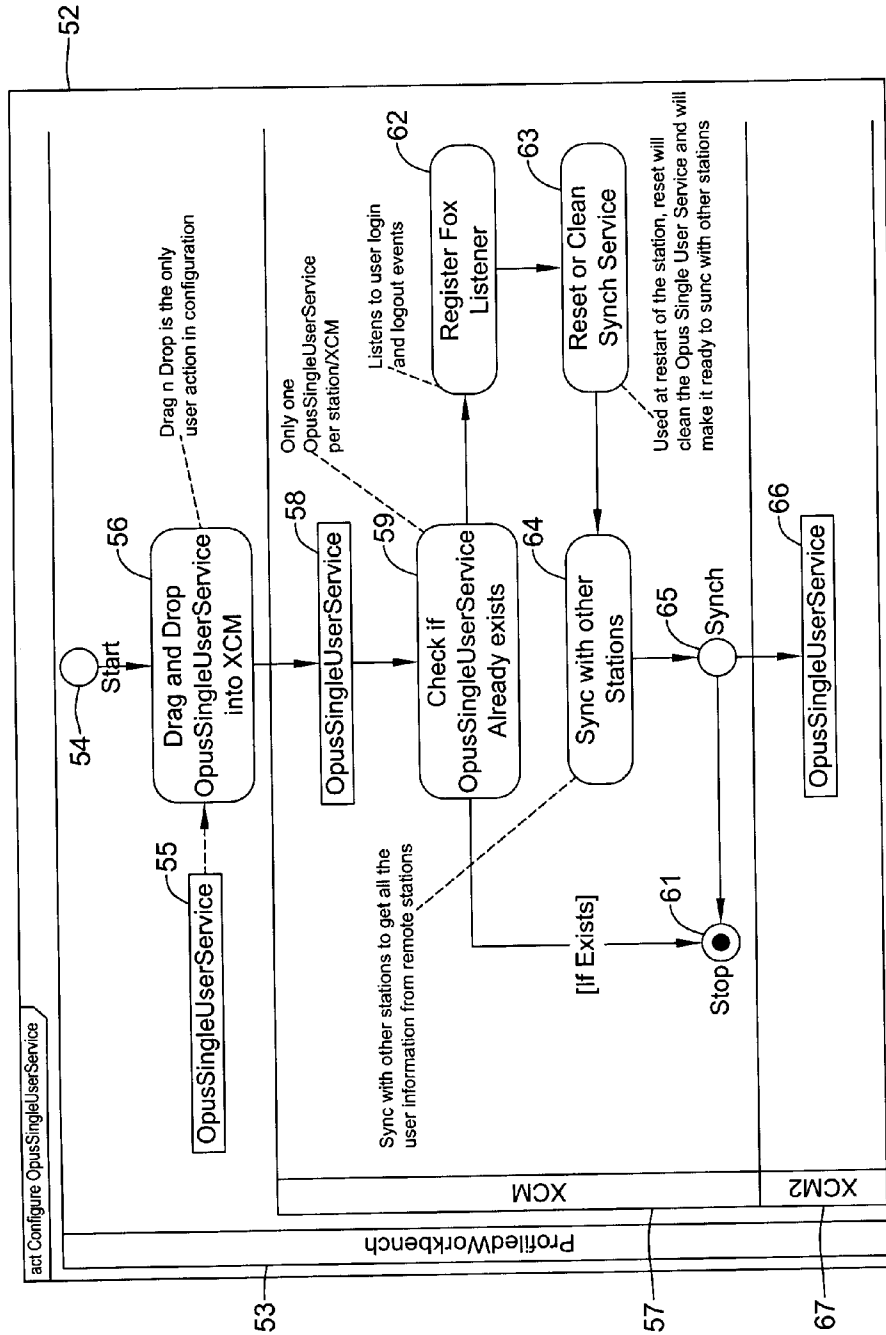 52
act Configure OpusSingleUserService
ProfiledWorkbench
53
54
Start
55
OpusSingleUserService
56
Drag and Drop
OpusSingleUserService
into XCM
Drag n Drop is the only
user action in configuration
XCM
57
58
OpusSingleUserService
59
Check if
OpusSingleUserService
Already exists
Only one
OpusSingleUserService
per station/XCM
62
Register Fox
Listener
Listens to user login
and logout events
63
Reset or Clean
Synch Service
Used at restart of the station, reset will
clean the Opus Single User Service and will
make it ready to sunc with other stations
64
Sync with other
Stations
Sync with other stations to get all the
user information from remote stations
[If Exists]
61
Stop
65
Synch
XCM2
67
66
OpusSingleUserService